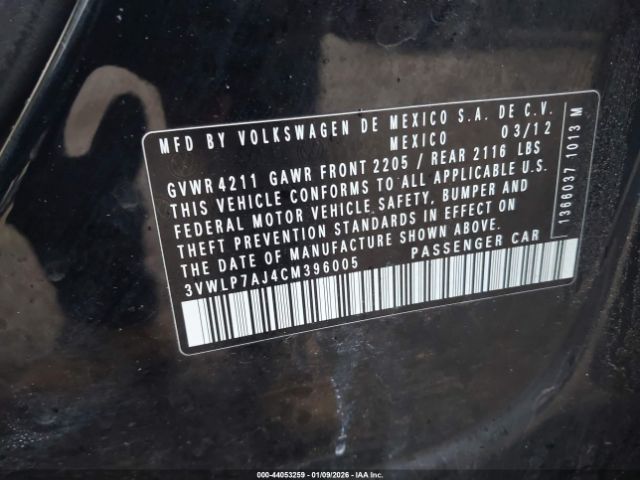 MFD BY VOLKSWAGEN DE MEXICO S.A. DE C.V.
MEXICO 03/12
GVWR 4211 GAWR FRONT 2205 / REAR 2116 LBS
THIS VEHICLE CONFORMS TO ALL APPLICABLE U.S.
FEDERAL MOTOR VEHICLE SAFETY, BUMPER AND
THEFT PREVENTION STANDARDS IN EFFECT ON
THE DATE OF MANUFACTURE SHOWN ABOVE.
3VWLP7AJ4CM396005 PASSENGER CAR
1366037 1013 M
000-44053259 | 01/09/2026 | IAA Inc.